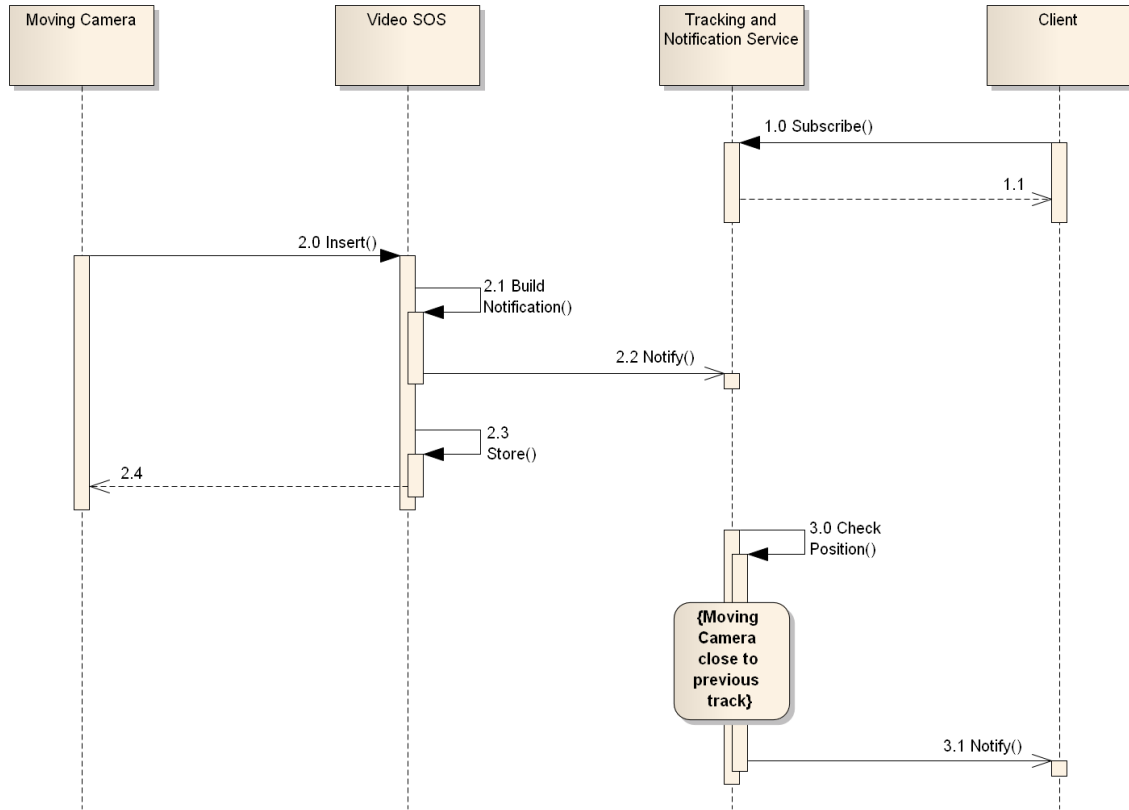 Moving Camera
Video SOS
Tracking and
Notification Service
Client
1.0 Subscribe()
1.1
2.0 Insert()
2.1 Build
Notification()
2.2 Notify()
2.3
Store()
2.4
3.0 Check
Position()
{Moving
Camera
close to
previous
track}
3.1 Notify()